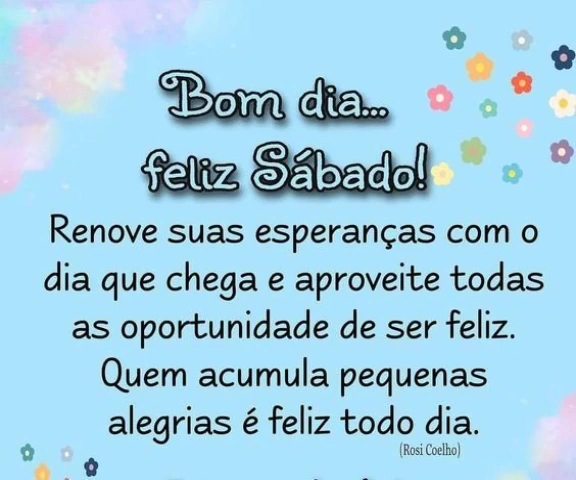 Bom dia...
feliz Sábado!
Renove suas esperanças com o
dia que chega e aproveite todas
as oportunidade de ser feliz.
Quem acumula pequenas
alegrias é feliz todo dia.
(Rosi Coelho)